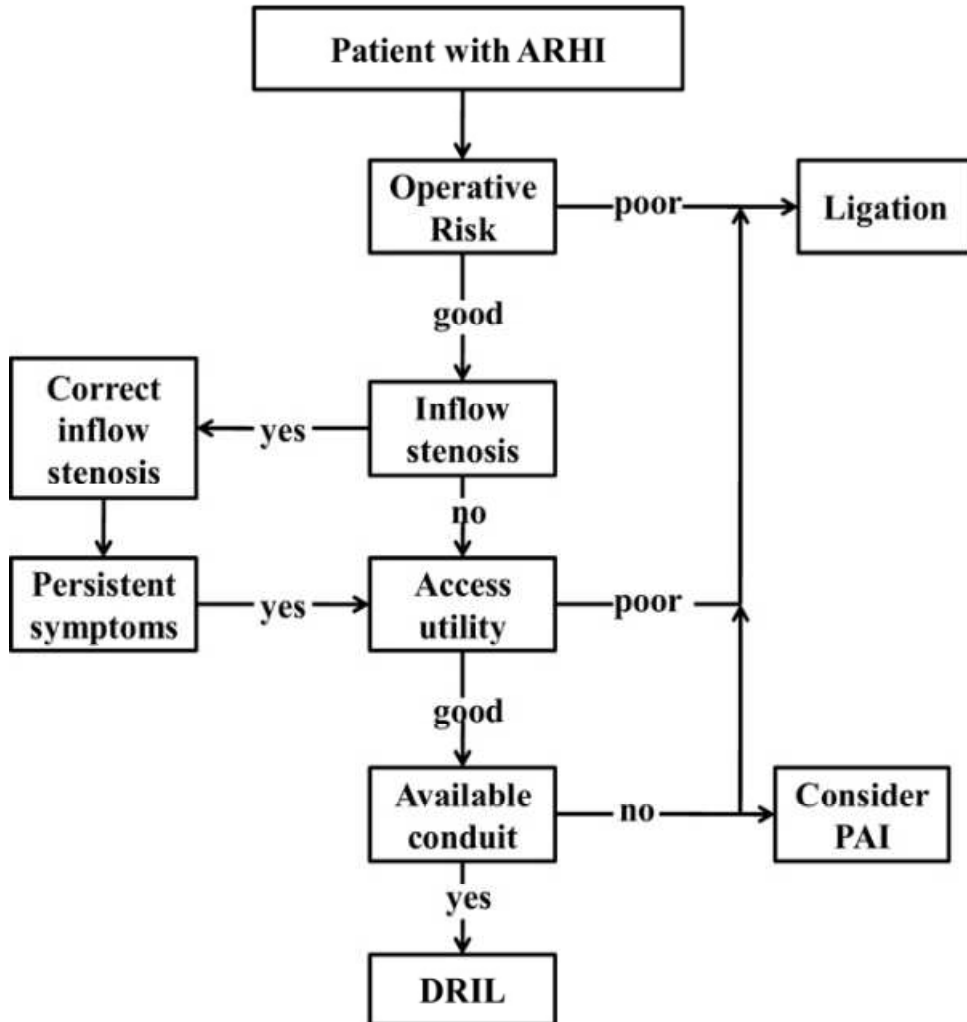 Patient with ARHI
Operative
Risk
poor
Ligation
good
Correct
inflow
stenosis
yes
Inflow
stenosis
no
Persistent
symptoms
yes
Access
utility
poor
good
Available
conduit
no
Consider
PAI
yes
DRIL